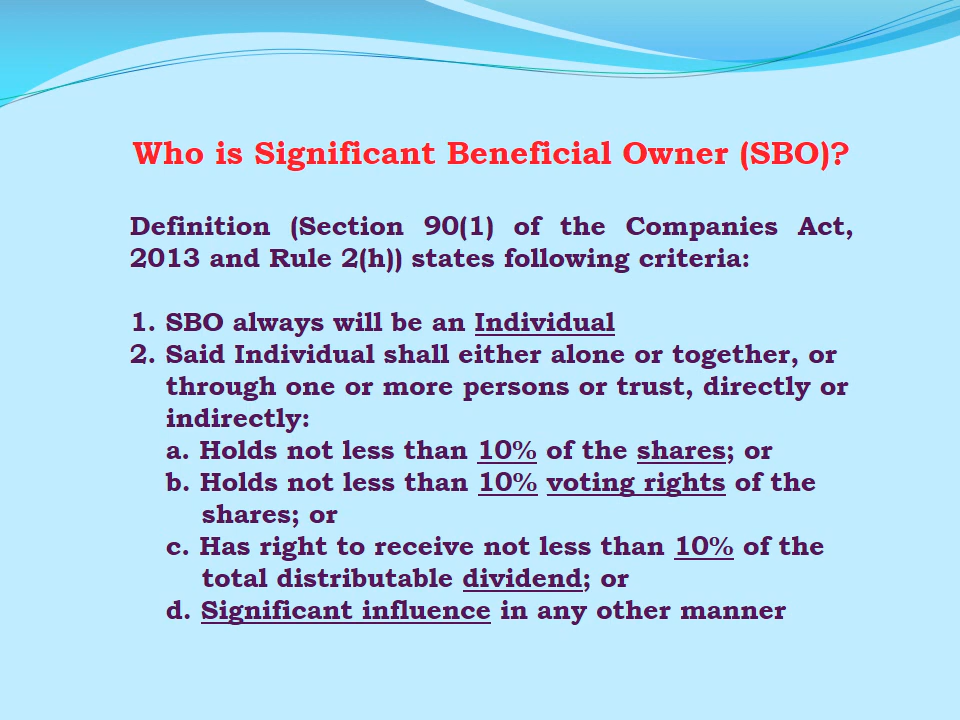 Who is Significant Beneficial Owner (SBO)?
Definition (Section 90(1) of the Companies Act,
2013 and Rule 2(h)) states following criteria:
1. SBO always will be an Individual
2. Said Individual shall either alone or together, or
through one or more persons or trust, directly or
indirectly:
a. Holds not less than 10% of the shares; or
b. Holds not less than 10% voting rights of the
shares; or
c. Has right to receive not less than 10% of the
total distributable dividend; or
d. Significant influence in any other manner